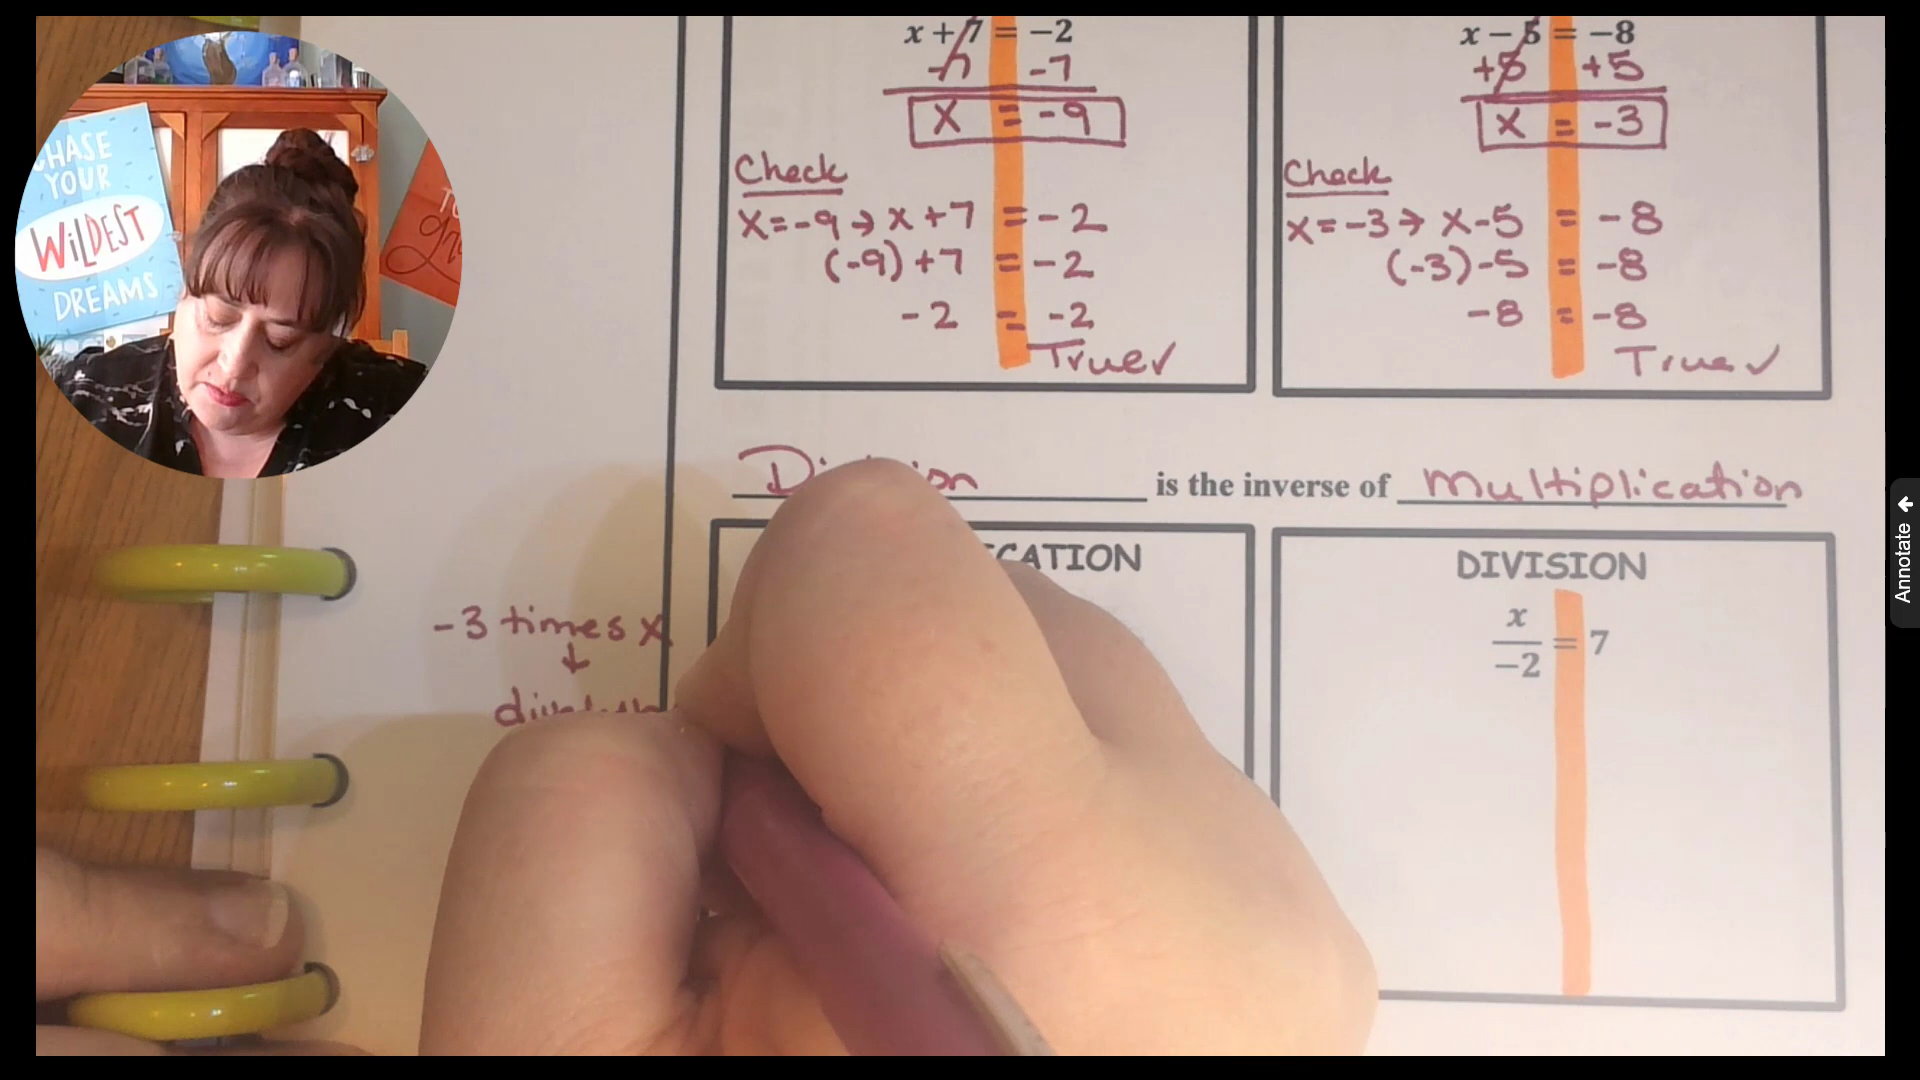 CHASE
YOUR
WiLDEST
DREAMS
x + 7 = -2
-7 -7
x = -9
Check
x = -9 → x + 7 = -2
(-9) + 7 = -2
-2 = -2
True ✓
x - 5 = -8
+5 +5
x = -3
Check
x = -3 → x - 5 = -8
(-3) - 5 = -8
-8 = -8
True ✓
Division is the inverse of Multiplication
-3 times x
↓
CATION
DIVISION
x
—— = 7
-2
Annotate